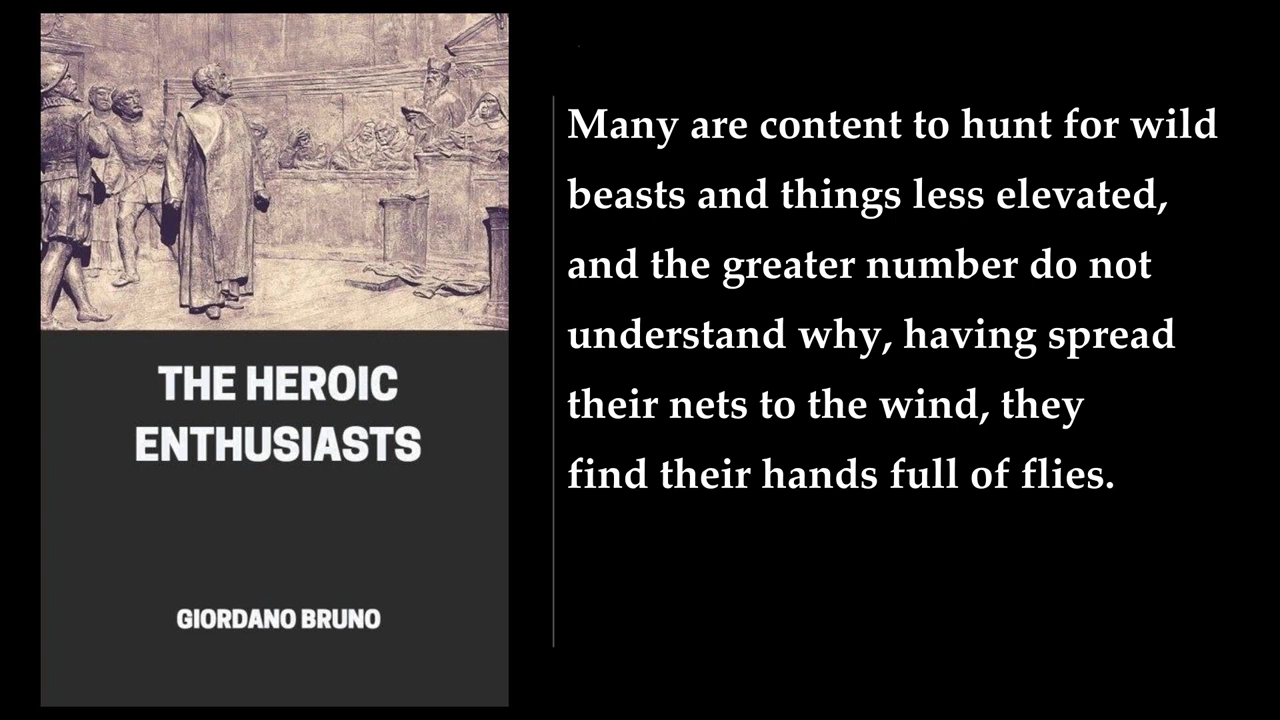 THE HEROIC
ENTHUSIASTS
GIORDANO BRUNO
Many are content to hunt for wild
beasts and things less elevated,
and the greater number do not
understand why, having spread
their nets to the wind, they
find their hands full of flies.